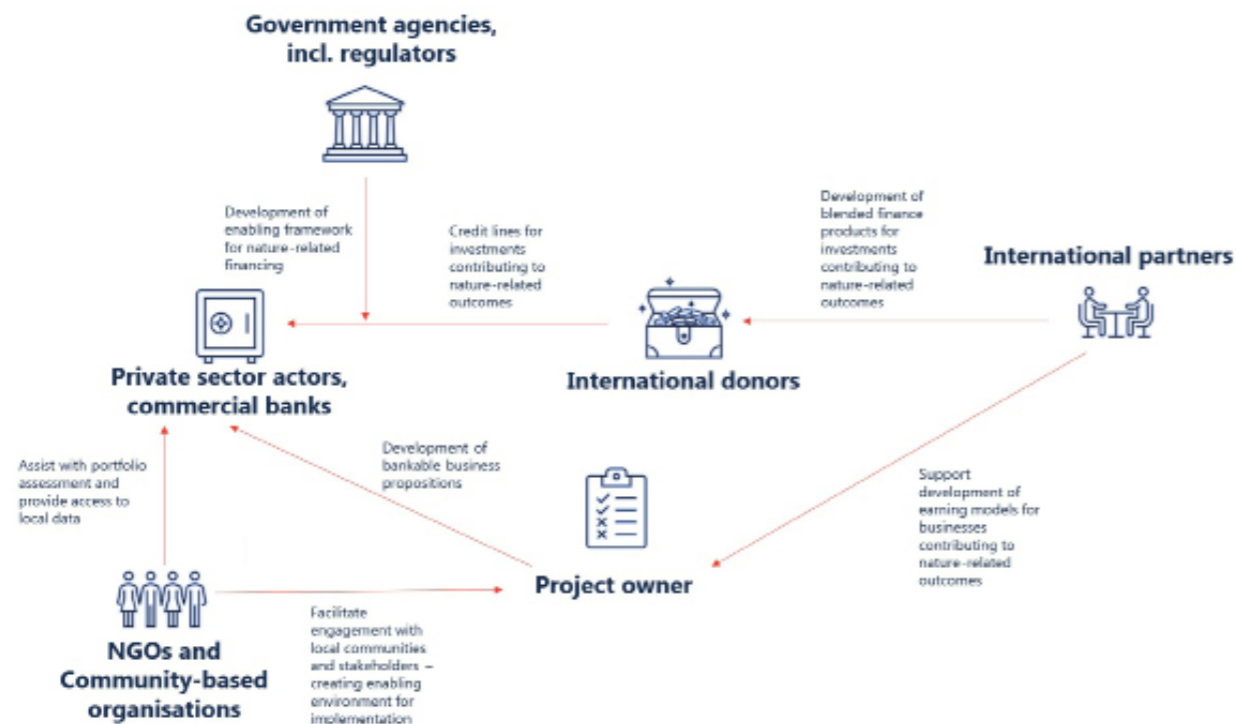 Government agencies,
incl. regulators
Development of
enabling framework
for nature-related
financing
Credit lines for
investments
contributing to
nature-related
outcomes
Development of
blended finance
products for
investments
contributing to
nature-related
outcomes
International partners
Private sector actors,
commercial banks
International donors
Assist with portfolio
assessment and
provide access to
local data
Development of
bankable business
propositions
Support
development of
earning models for
businesses
contributing to
nature-related
outcomes
Project owner
NGOs and
Community-based
organisations
Facilitate
engagement with
local communities
and stakeholders –
creating enabling
environment for
implementation